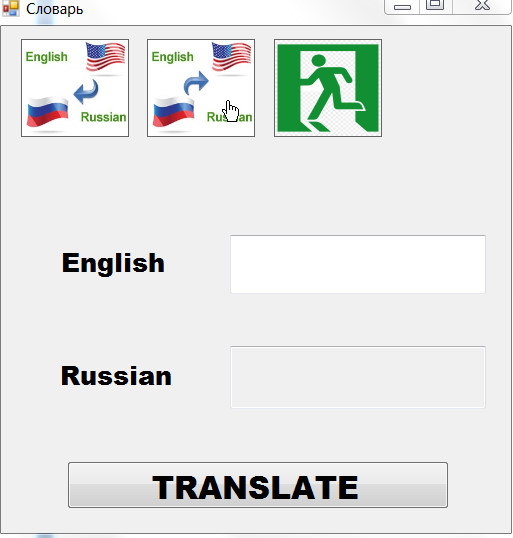 Словарь
English
Russian
English
Russian
English
Russian
TRANSLATE